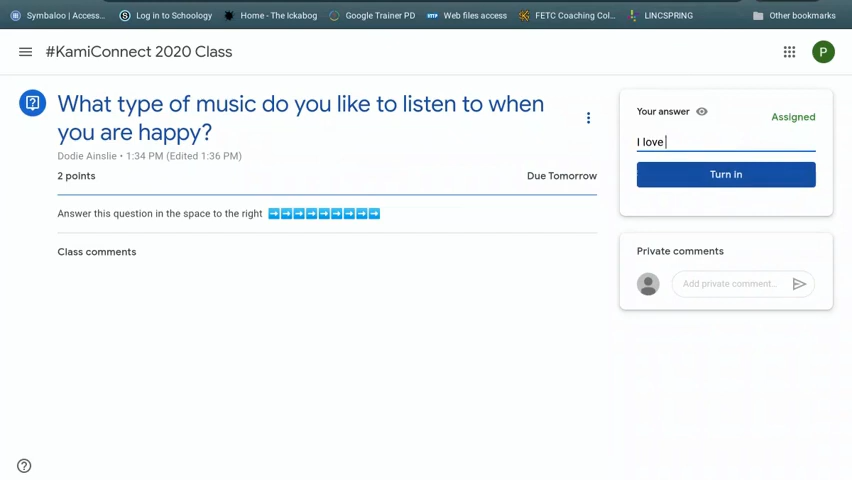 Symbaloo | Access...
Log in to Schoology
Home - The Ickabog
Google Trainer PD
Web files access
FETC Coaching Col...
LINCSPRING
Other bookmarks
#KamiConnect 2020 Class
P
What type of music do you like to listen to when
you are happy?
Dodie Ainslie • 1:34 PM (Edited 1:36 PM)
2 points
Due Tomorrow
Answer this question in the space to the right ➡️➡️➡️➡️➡️➡️➡️➡️➡️
Class comments
Your answer
Assigned
I love
Turn in
Private comments
Add private comment...